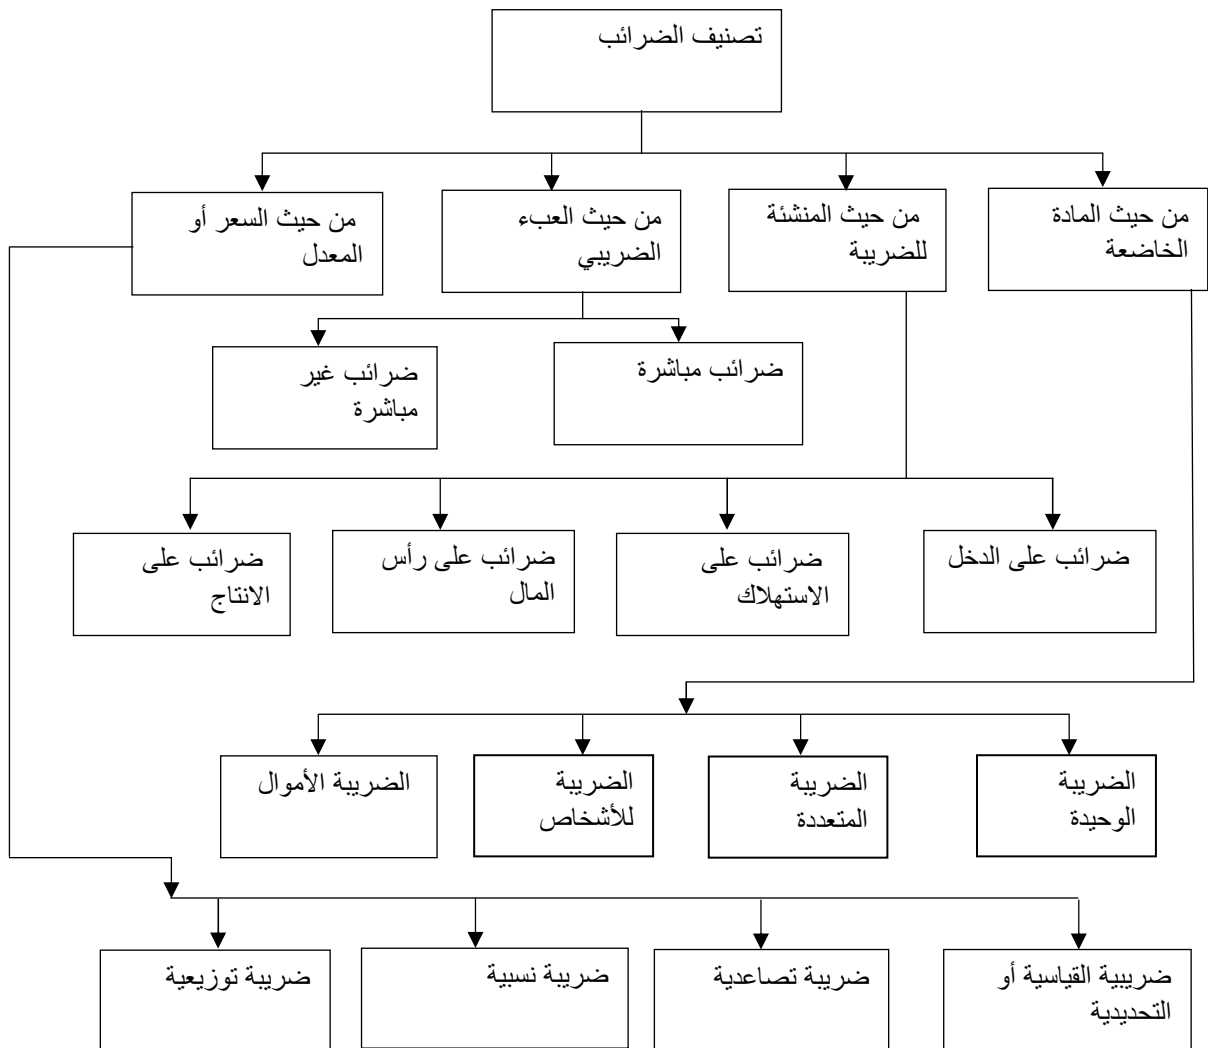 تصنيف الضرائب
من حيث المادة
الخاضعة
من حيث المنشئة
للضريبة
من حيث العبء
الضريبي
من حيث السعر أو
المعدل
ضرائب مباشرة
ضرائب غير
مباشرة
ضرائب على الدخل
ضرائب على
الاستهلاك
ضرائب على رأس
المال
ضرائب على
الانتاج
الضريبة
الوحيدة
الضريبة
المتعددة
الضريبة
للأشخاص
الضريبة الأموال
ضريبية القياسية أو
التحديدية
ضريبة تصاعدية
ضريبة نسبية
ضريبة توزيعية